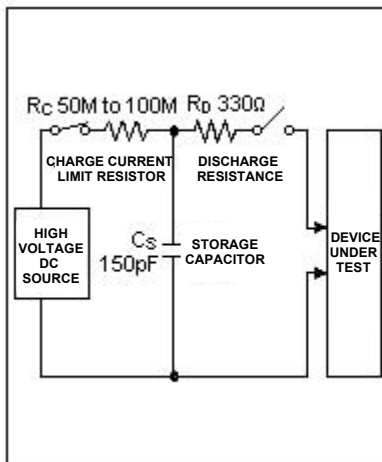 RC 50M to 100M RD 330Ω
CHARGE CURRENT
LIMIT RESISTOR
DISCHARGE
RESISTANCE
HIGH
VOLTAGE
DC
SOURCE
CS
150pF
STORAGE
CAPACITOR
DEVICE
UNDER
TEST